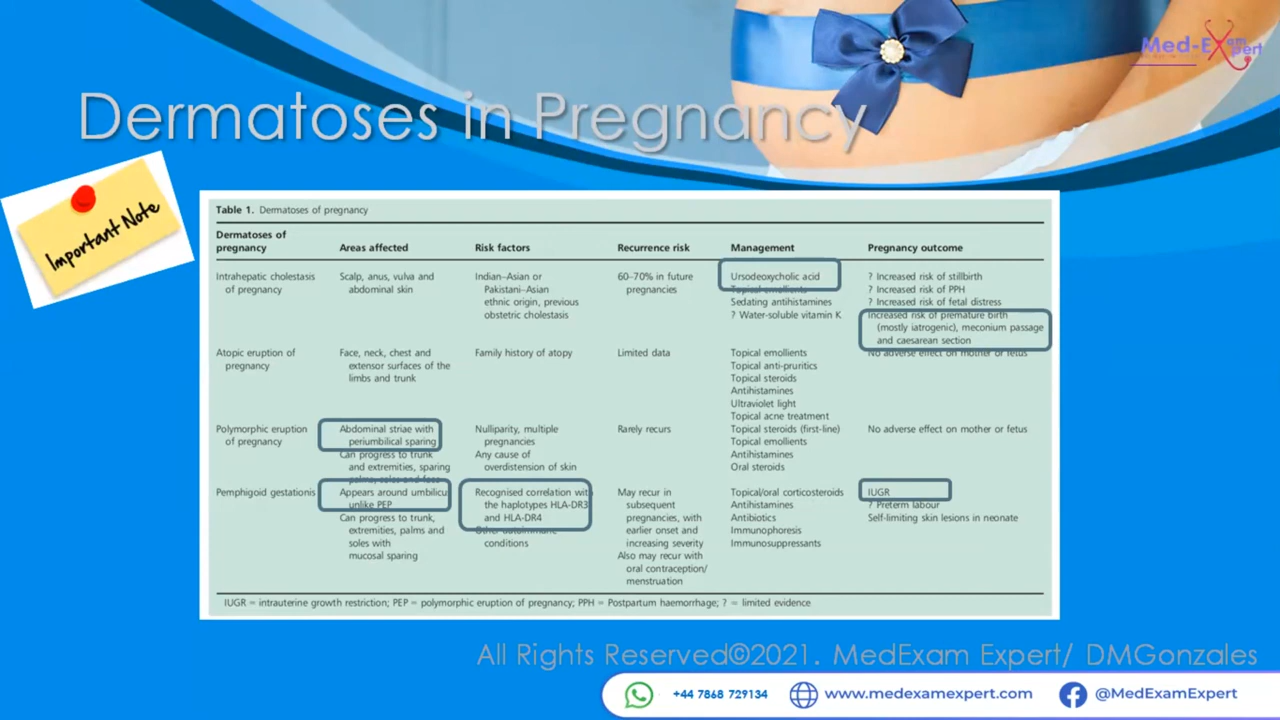 Med-Exam Expert
Dermatoses in Pregnancy
Important Note
Table 1. Dermatoses of pregnancy
Dermatoses of pregnancy Areas affected Risk factors Recurrence risk Management Pregnancy outcome
Intrahepatic cholestasis of pregnancy
Scalp, anus, vulva and
abdominal skin
Indian–Asian or
Pakistani–Asian
ethnic origin, previous
obstetric cholestasis
60–70% in future
pregnancies
Ursodeoxycholic acid
Topical emollients
Sedating antihistamines
? Water-soluble vitamin K
? Increased risk of stillbirth
? Increased risk of PPH
? Increased risk of fetal distress
Increased risk of premature birth
(mostly iatrogenic), meconium passage
and caesarean section
Atopic eruption of
pregnancy
Face, neck, chest and
extensor surfaces of the
limbs and trunk
Family history of atopy
Limited data
Topical emollients
Topical anti-pruritics
Topical steroids
Antihistamines
Ultraviolet light
Topical acne treatment
No adverse effect on mother or fetus
Polymorphic eruption
of pregnancy
Abdominal striae with
periumbilical sparing
Can progress to trunk
and extremities, sparing
palms, soles and face
Nulliparity, multiple
pregnancies
Any cause of
overdistension of skin
Rarely recurs
Topical steroids (first-line)
Topical emollients
Antihistamines
Oral steroids
No adverse effect on mother or fetus
Pemphigoid gestationis
Appears around umbilicu
unlike PEP
Can progress to trunk,
extremities, palms and
soles with
mucosal sparing
Recognised correlation with
the haplotypes HLA-DR3
and HLA-DR4
Other autoimmune
conditions
May recur in
subsequent
pregnancies, with
earlier onset and
increasing severity
Also may recur with
oral contraception/
menstruation
Topical/oral corticosteroids
Antihistamines
Antibiotics
Immunophoresis
Immunosuppressants
IUGR
? Preterm labour
Self-limiting skin lesions in neonate
IUGR = intrauterine growth restriction; PEP = polymorphic eruption of pregnancy; PPH = Postpartum haemorrhage; ? = limited evidence
All Rights Reserved©2021. MedExam Expert/ DMGonzales
+44 7868 729134 www.medexamexpert.com @MedExamExpert